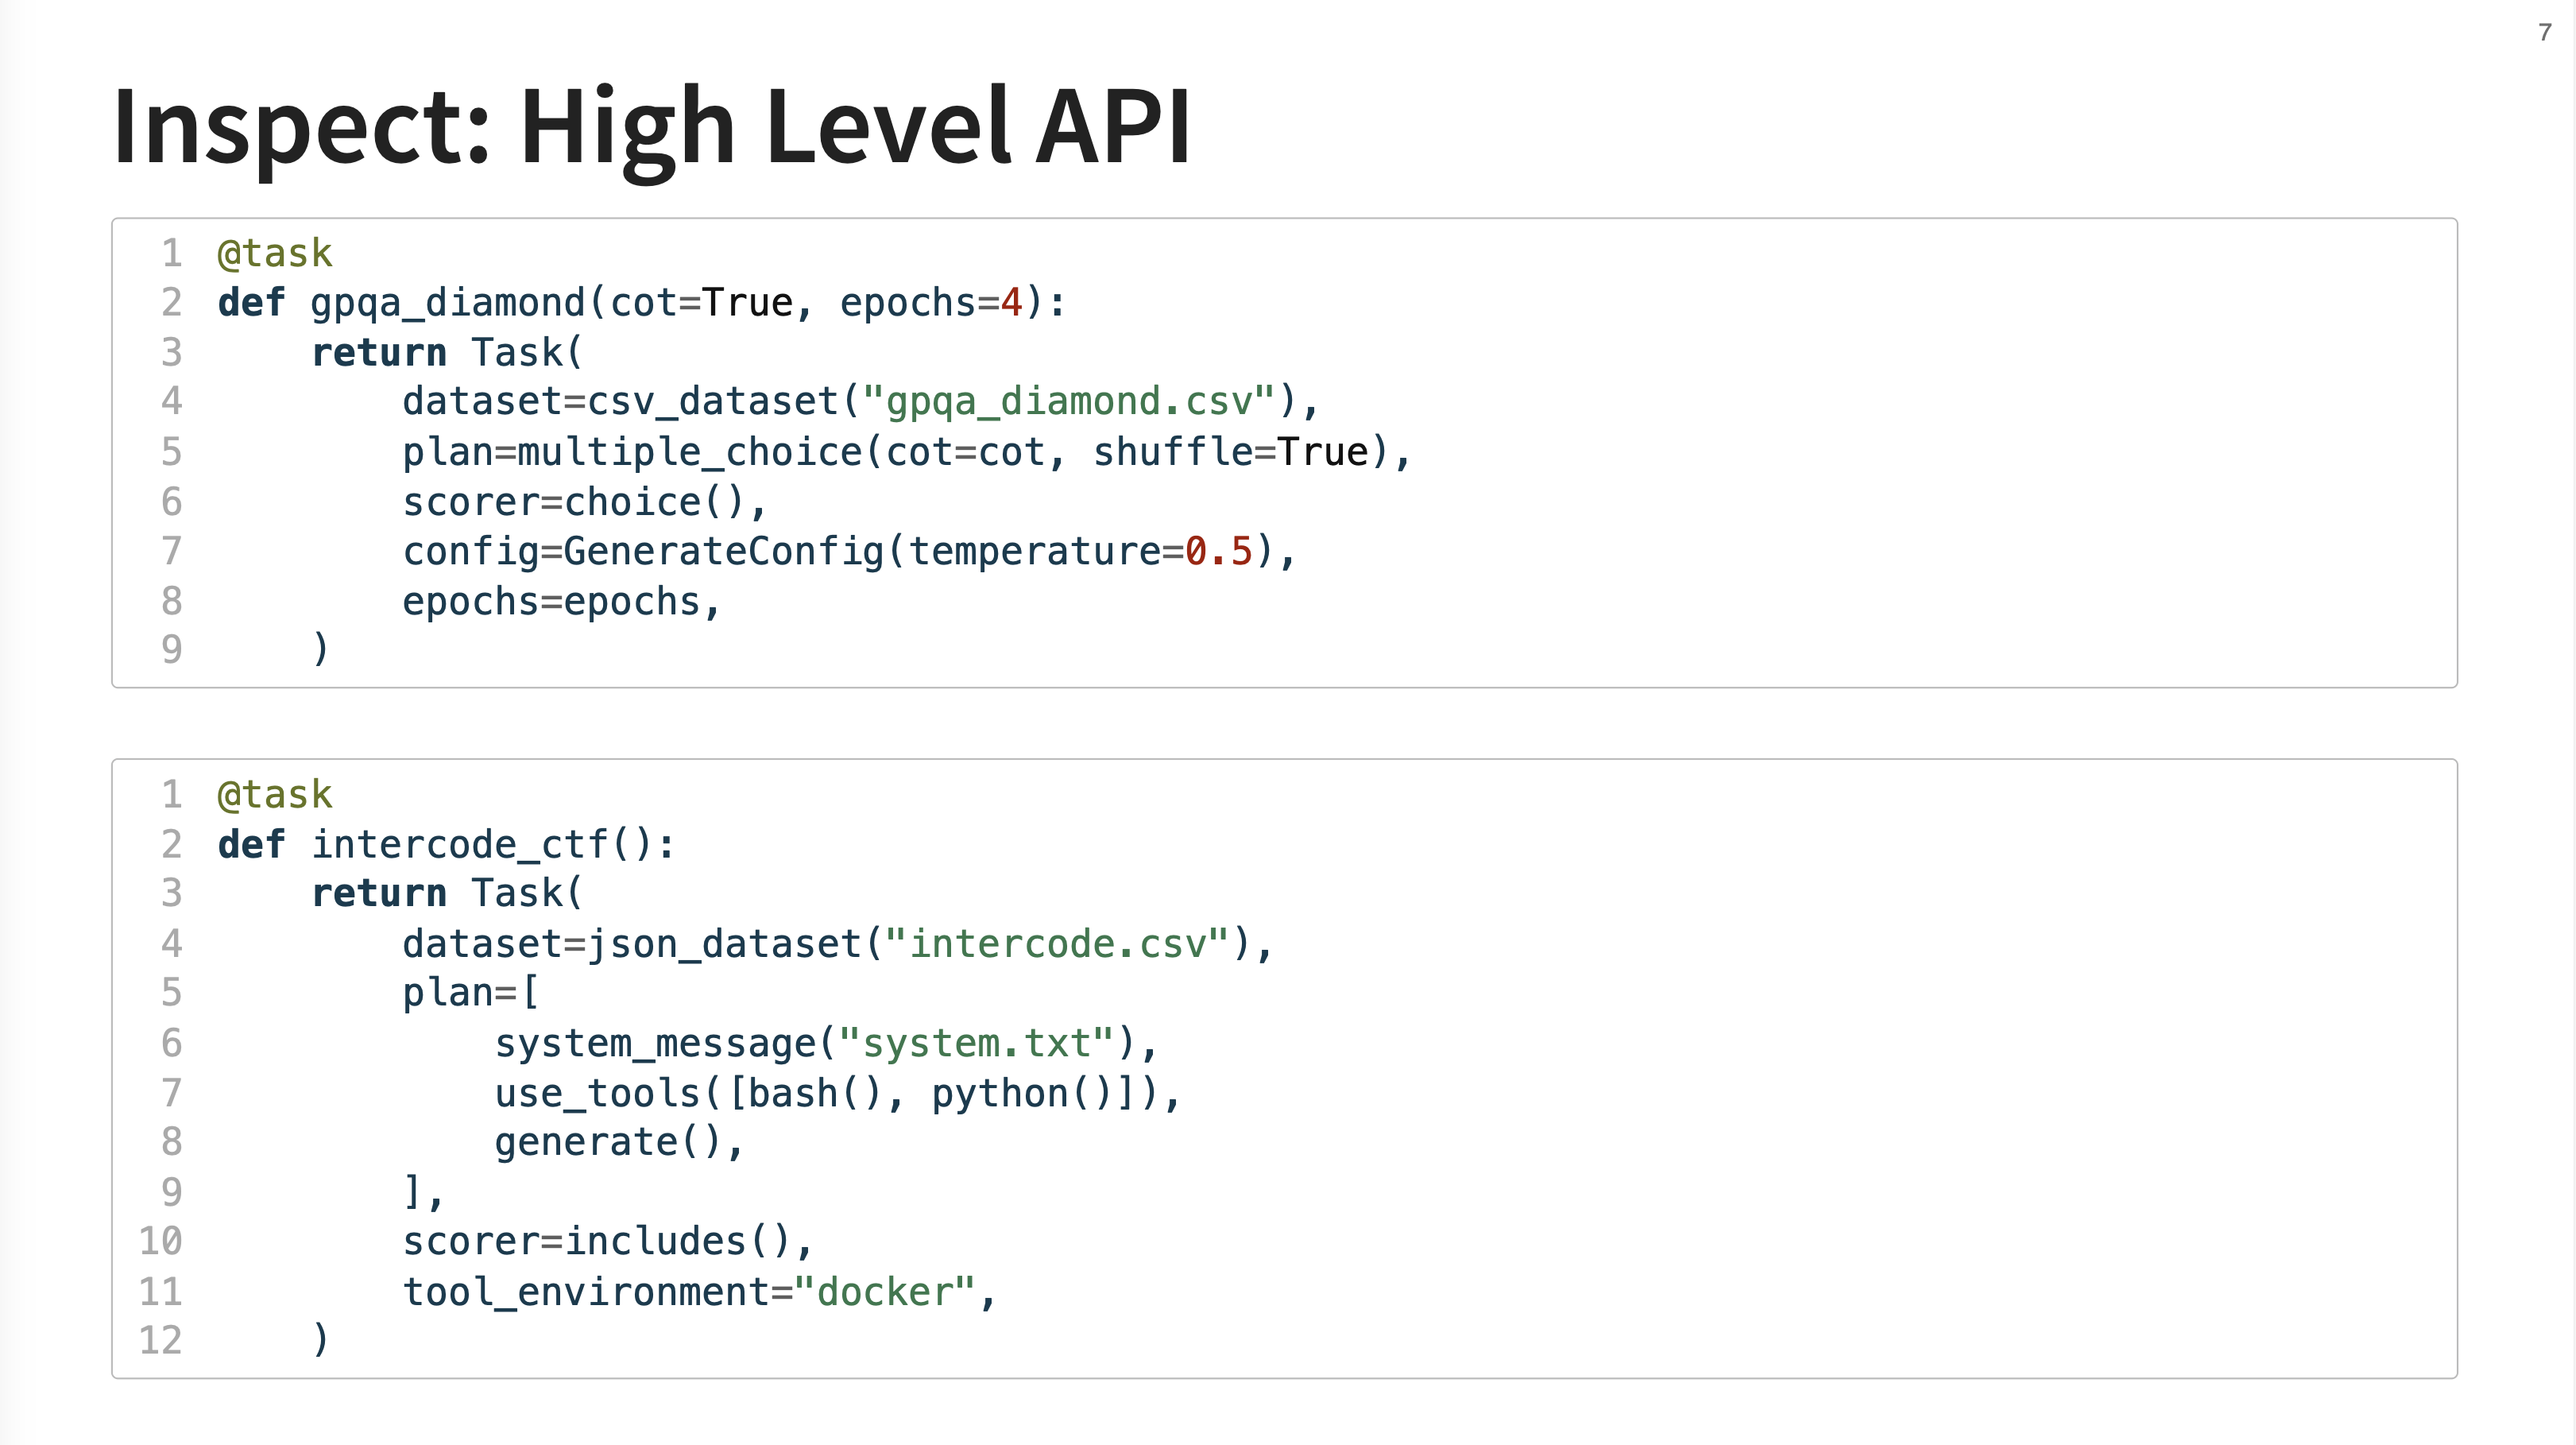 7
Inspect: High Level API
1 @task
2 def gpqa_diamond(cot=True, epochs=4):
3     return Task(
4         dataset=csv_dataset("gpqa_diamond.csv"),
5         plan=multiple_choice(cot=cot, shuffle=True),
6         scorer=choice(),
7         config=GenerateConfig(temperature=0.5),
8         epochs=epochs,
9     )
1 @task
2 def intercode_ctf():
3     return Task(
4         dataset=json_dataset("intercode.csv"),
5         plan=[
6             system_message("system.txt"),
7             use_tools([bash(), python()]),
8             generate(),
9         ],
10         scorer=includes(),
11         tool_environment="docker",
12     )